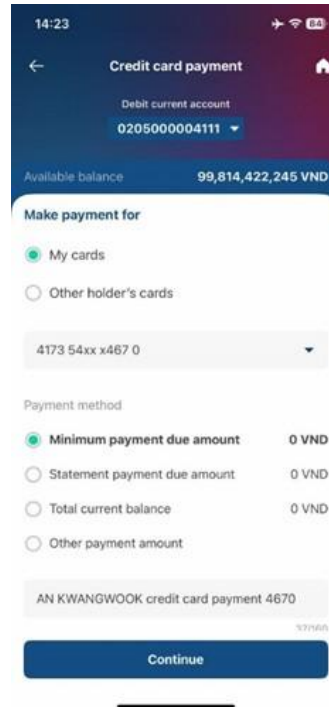 14:23
84
Credit card payment
Debit current account
0205000004111
Available balance 99,814,422,245 VND
Make payment for
My cards
Other holder's cards
4173 54xx x467 0
Payment method
Minimum payment due amount 0 VND
Statement payment due amount 0 VND
Total current balance 0 VND
Other payment amount
AN KWANGWOOK credit card payment 4670
Continue